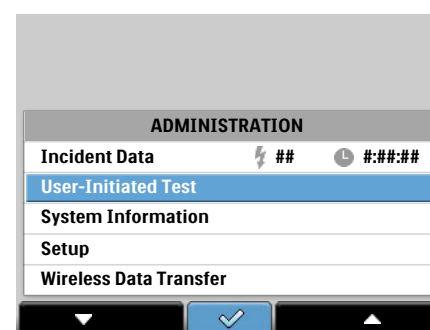 ADMINISTRATION
Incident Data ## #:##:##
User-Initiated Test
System Information
Setup
Wireless Data Transfer